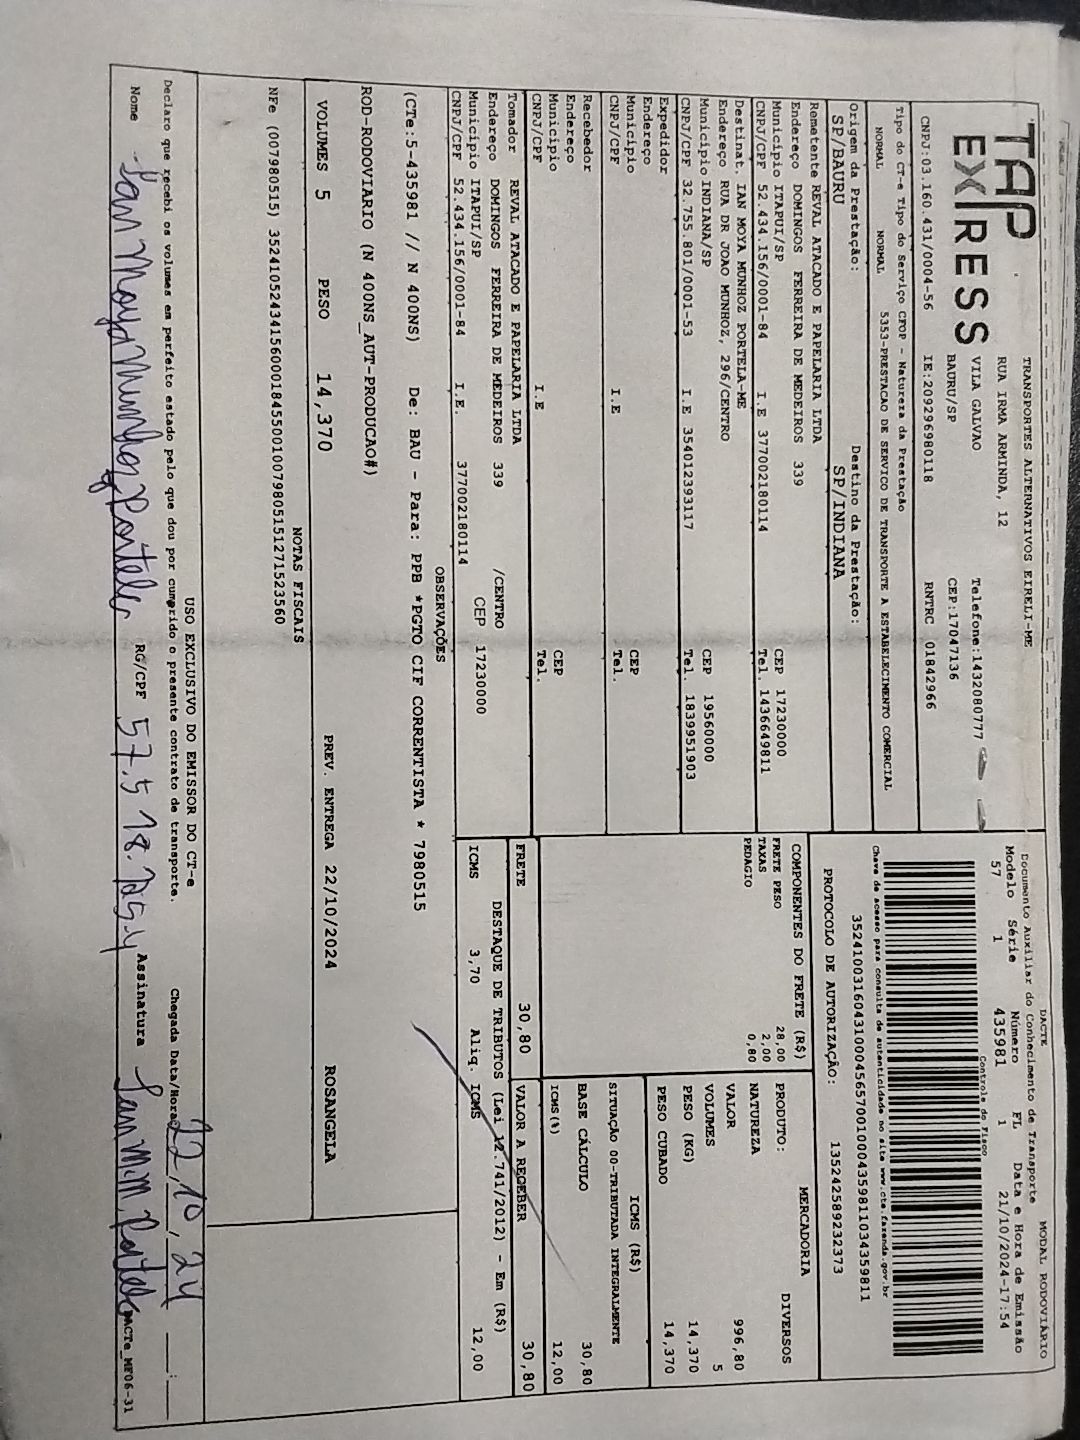 TAP
EXPRESS
TRANSPORTES ALTERNATIVOS EIRELI-ME
RUA IRMA ARMINDA, 12
VILA GALVAO Telefone:1432080777
BAURU/SP CEP:17047136
CNPJ:03.160.431/0004-56 IE:209296980118 RNTRC 01842966
DACTE MODAL RODOVIÁRIO
Documento Auxiliar do Conhecimento de Transporte
Modelo Série Número FL Data e Hora de Emissão
57 1 435981 1 21/10/2024-17:54
Controle do Fisco
Chave de acesso para consulta de autenticidade no site www.cte.fazenda.gov.br
PROTOCOLO DE AUTORIZAÇÃO: 135242589232373
Tipo do CT-e Tipo do Serviço CFOP - Natureza da Prestação
NORMAL NORMAL 5353-PRESTACAO DE SERVICO DE TRANSPORTE A ESTABELECIMENTO COMERCIAL
Origem da Prestação: Destino da Prestação:
SP/BAURU SP/INDIANA
Remetente REVAL ATACADO E PAPELARIA LTDA
Endereço DOMINGOS FERREIRA DE MEDEIROS 339
Município ITAPUI/SP CEP 17230000
CNPJ/CPF 52.434.156/0001-84 I.E 377002180114 Tel. 1436649811
Destinat. IAN MOYA MUNHOZ PORTELA-ME
Endereço RUA DR JOAO MUNHOZ, 296/CENTRO
Município INDIANA/SP CEP 19560000
CNPJ/CPF 32.755.801/0001-53 I.E 354012393117 Tel. 1839951903
Expedidor
Endereço
Município CEP
CNPJ/CPF I.E Tel.
Recebedor
Endereço
Município CEP
CNPJ/CPF I.E Tel.
Tomador REVAL ATACADO E PAPELARIA LTDA
Endereço DOMINGOS FERREIRA DE MEDEIROS 339 /CENTRO
Município ITAPUI/SP CEP 17230000
CNPJ/CPF 52.434.156/0001-84 I.E. 377002180114
COMPONENTES DO FRETE (R$)
FRETE PESO 28,00
TAXAS 2,00
PEDAGIO 0,80
MERCADORIA
PRODUTO: DIVERSOS
NATUREZA
VALOR 996,80
VOLUMES 5
PESO (KG) 14,370
PESO CUBADO 14,370
ICMS (R$)
SITUAÇÃO 00-TRIBUTADA INTEGRALMENTE
BASE CÁLCULO 30,80
ICMS(%) 12,00
FRETE 30,80 VALOR A RECEBER 30,80
DESTAQUE DE TRIBUTOS (Lei 12.741/2012) - Em (R$)
ICMS 3,70 Aliq. ICMS 12,00
OBSERVAÇÕES
(CTe:5-435981 // N 400NS) De: BAU - Para: PPB *PGTO CIF CORRENTISTA * 7980515
ROD-RODOVIARIO (N 400NS_AUT-PRODUCAO#)
VOLUMES 5 PESO 14,370 PREV. ENTREGA 22/10/2024 ROSANGELA
NOTAS FISCAIS
NFe (007980515) 35241052434156000184550010079805151271523560
USO EXCLUSIVO DO EMISSOR DO CT-e
Declaro que recebi os volumes em perfeito estado pelo que dou por cumprido o presente contrato de transporte. Chegada Data/Hora 22/10/24 __:__
Nome Ian Moya Munhoz Portela RG/CPF Assinatura Ian M.M. Portela DACTe_MF06-31